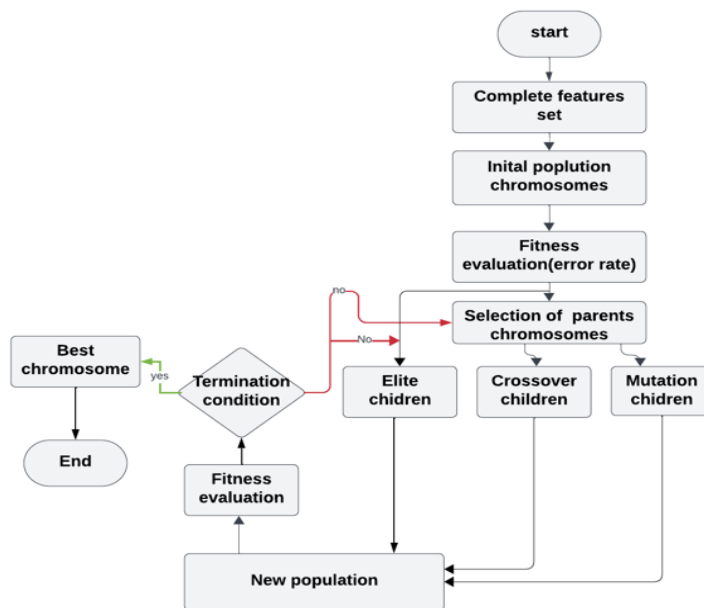 start
Complete features
set
Inital poplution
chromosomes
Fitness
evaluation(error rate)
no
Selection of parents
chromosomes
No
Best
chromosome
yes
Termination
condition
Elite
chidren
Crossover
children
Mutation
chidren
End
Fitness
evaluation
New population